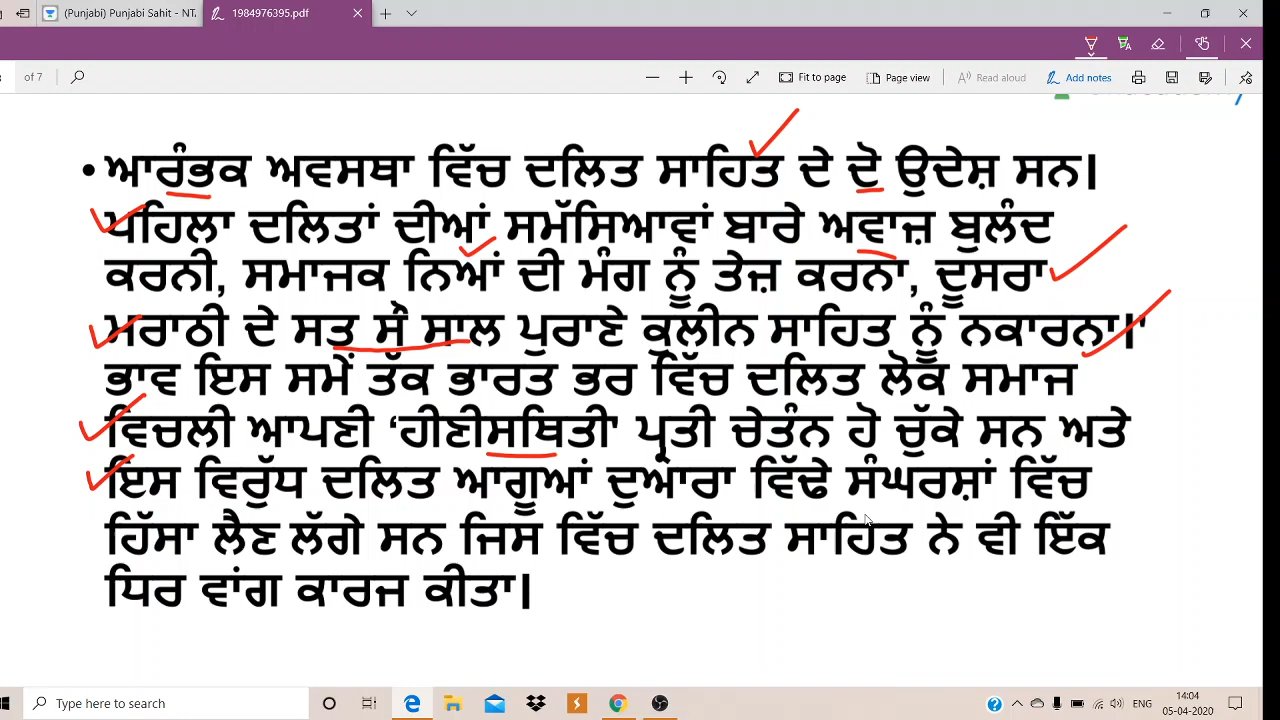 (Punjabi) Punjabi Sahit - NT.
1984976395.pdf
of 7
Fit to page
Page view
Read aloud
Add notes
• ਆਰੰਭਕ ਅਵਸਥਾ ਵਿੱਚ ਦਲਿਤ ਸਾਹਿਤ ਦੇ ਦੋ ਉਦੇਸ਼ ਸਨ।
ਪਹਿਲਾ ਦਲਿਤਾਂ ਦੀਆਂ ਸਮੱਸਿਆਵਾਂ ਬਾਰੇ ਅਵਾਜ਼ ਬੁਲੰਦ
ਕਰਨੀ, ਸਮਾਜਕ ਨਿਆਂ ਦੀ ਮੰਗ ਨੂੰ ਤੇਜ਼ ਕਰਨਾ, ਦੂਸਰਾ
ਮਰਾਠੀ ਦੇ ਸਤ ਸੌ ਸਾਲ ਪੁਰਾਣੇ ਕੁਲੀਨ ਸਾਹਿਤ ਨੂੰ ਨਕਾਰਨਾ।'
ਭਾਵ ਇਸ ਸਮੇਂ ਤੱਕ ਭਾਰਤ ਭਰ ਵਿੱਚ ਦਲਿਤ ਲੋਕ ਸਮਾਜ
ਵਿਚਲੀ ਆਪਣੀ ‘ਹੀਣੀਸਥਿਤੀ' ਪ੍ਰਤੀ ਚੇਤੰਨ ਹੋ ਚੁੱਕੇ ਸਨ ਅਤੇ
ਇਸ ਵਿਰੁੱਧ ਦਲਿਤ ਆਗੂਆਂ ਦੁਆਰਾ ਵਿੱਢੇ ਸੰਘਰਸ਼ਾਂ ਵਿੱਚ
ਹਿੱਸਾ ਲੈਣ ਲੱਗੇ ਸਨ ਜਿਸ ਵਿੱਚ ਦਲਿਤ ਸਾਹਿਤ ਨੇ ਵੀ ਇੱਕ
ਧਿਰ ਵਾਂਗ ਕਾਰਜ ਕੀਤਾ।
Type here to search
ENG
14:04
05-04-2020